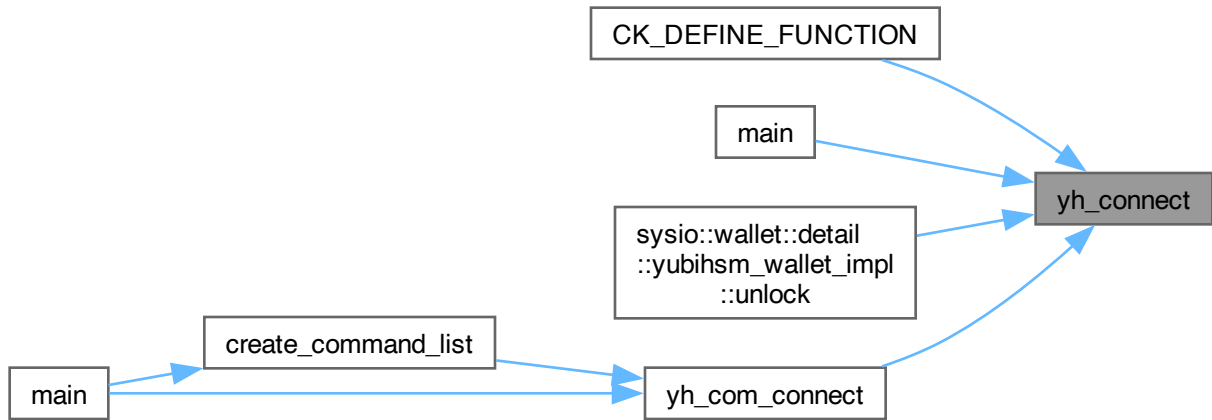 CK_DEFINE_FUNCTION
main
yh_connect
sysio::wallet::detail
::yubihsm_wallet_impl
::unlock
create_command_list
main
yh_com_connect